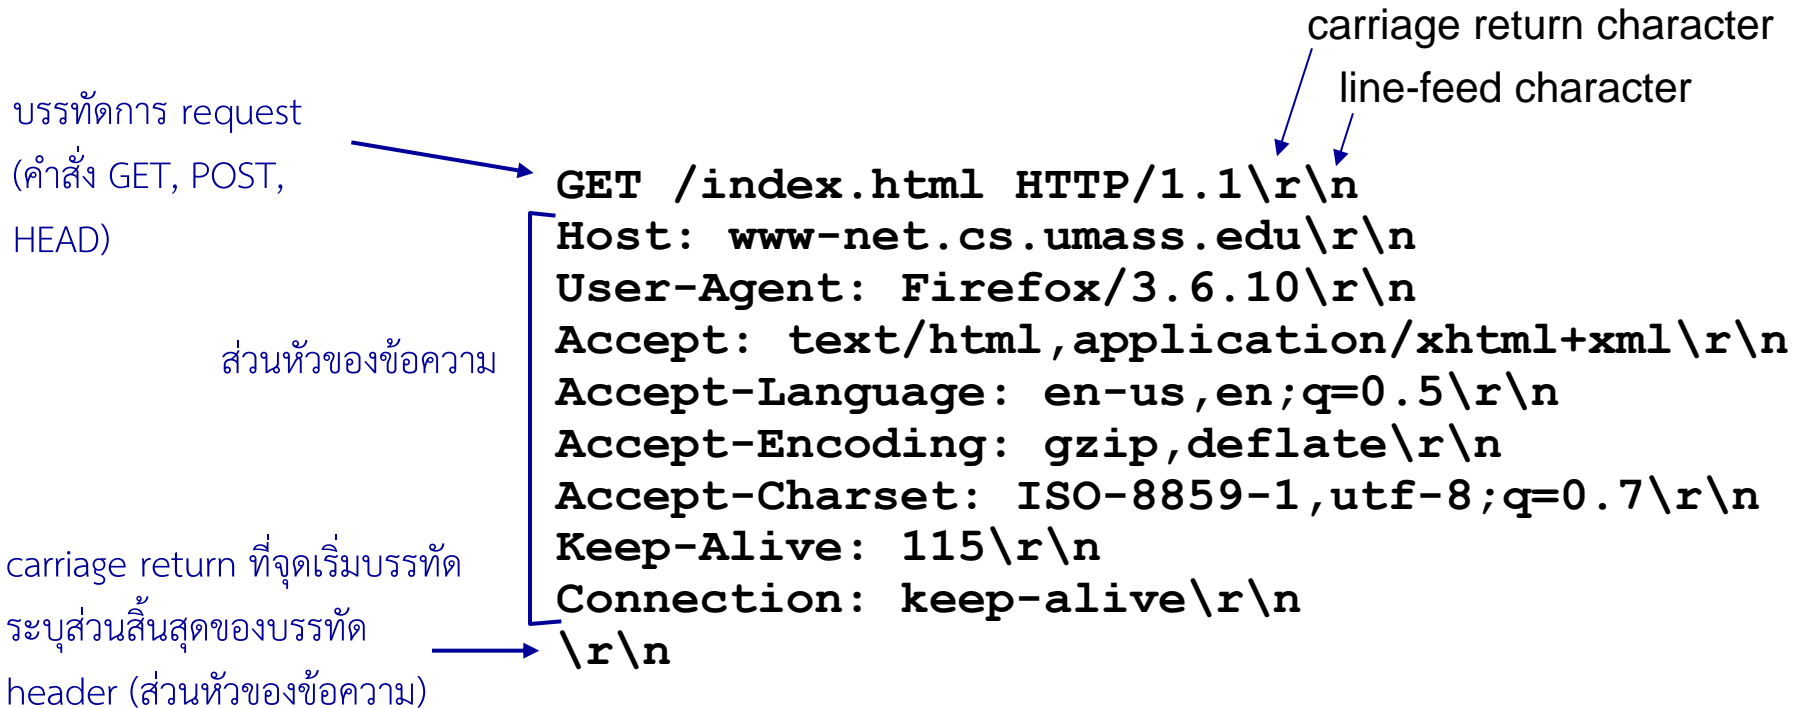 carriage return character
line-feed character
บรรทัดการ request
(คำสั่ง GET, POST,
HEAD)
GET /index.html HTTP/1.1\r\n
Host: www-net.cs.umass.edu\r\n
User-Agent: Firefox/3.6.10\r\n
Accept: text/html,application/xhtml+xml\r\n
Accept-Language: en-us,en;q=0.5\r\n
Accept-Encoding: gzip,deflate\r\n
Accept-Charset: ISO-8859-1,utf-8;q=0.7\r\n
Keep-Alive: 115\r\n
Connection: keep-alive\r\n
\r\n
ส่วนหัวของข้อความ
carriage return ที่จุดเริ่มบรรทัด
ระบุส่วนสิ้นสุดของบรรทัด
header (ส่วนหัวของข้อความ)